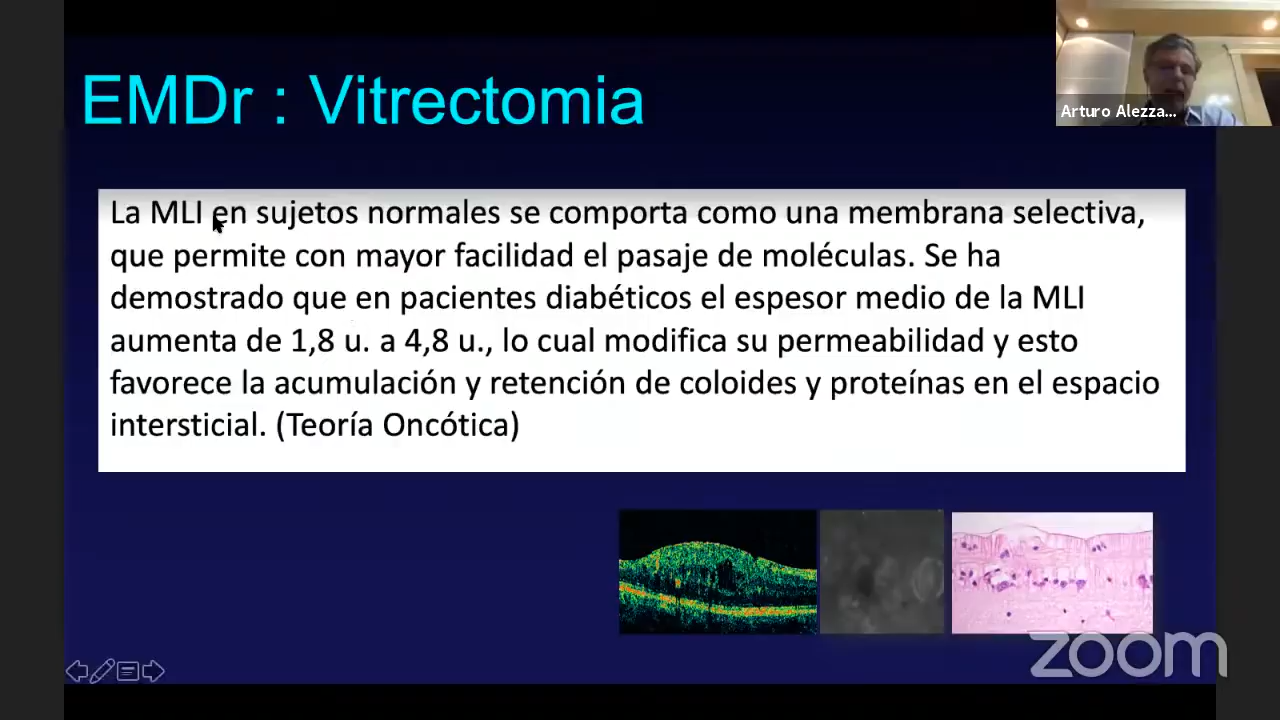 EMDr : Vitrectomia
Arturo Alezza...
La MLI en sujetos normales se comporta como una membrana selectiva,
que permite con mayor facilidad el pasaje de moléculas. Se ha
demostrado que en pacientes diabéticos el espesor medio de la MLI
aumenta de 1,8 u. a 4,8 u., lo cual modifica su permeabilidad y esto
favorece la acumulación y retención de coloides y proteínas en el espacio
intersticial. (Teoría Oncótica)
zoom